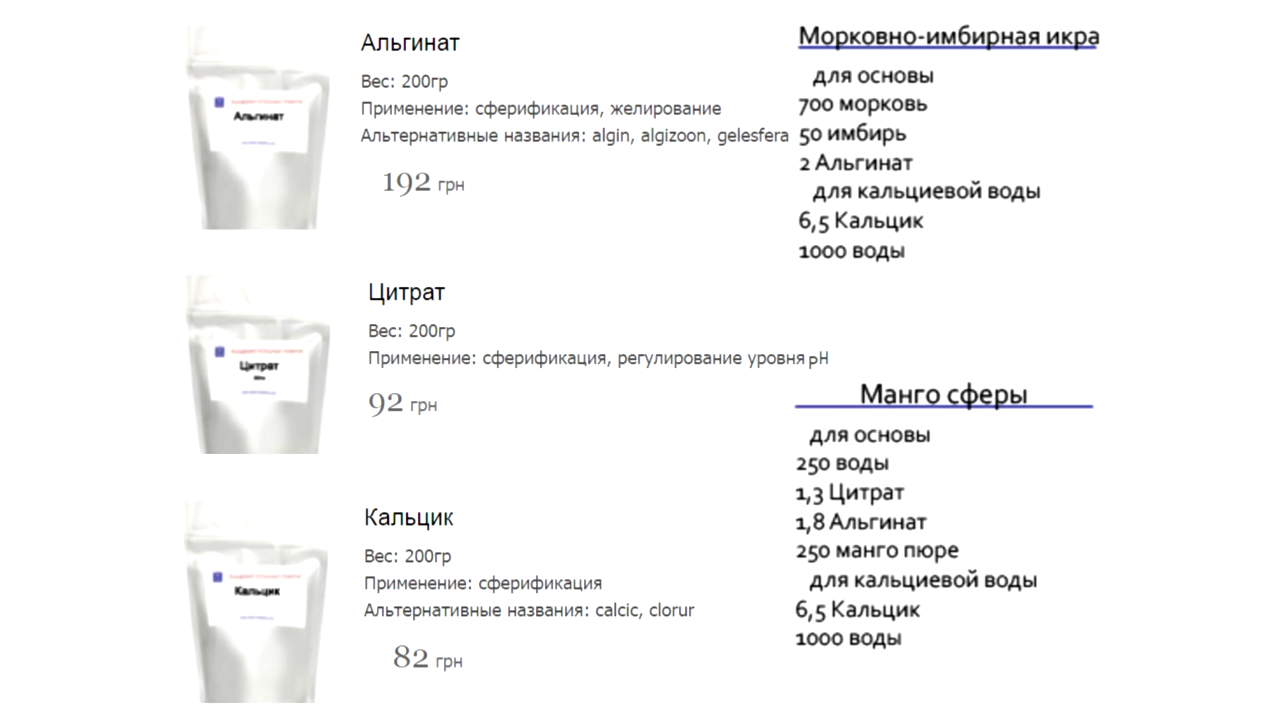 Альгинат
Вес: 200гр
Применение: сферификация, желирование
Альтернативные названия: algin, algizoon, gelesfera
192 грн
Альгинат
Цитрат
Вес: 200гр
Применение: сферификация, регулирование уровня pH
92 грн
Цитрат
Кальцик
Вес: 200гр
Применение: сферификация
Альтернативные названия: calcic, clorur
82 грн
Кальцик
Морковно-имбирная икра
для основы
700 морковь
50 имбирь
2 Альгинат
для кальциевой воды
6,5 Кальцик
1000 воды
Манго сферы
для основы
250 воды
1,3 Цитрат
1,8 Альгинат
250 манго пюре
для кальциевой воды
6,5 Кальцик
1000 воды